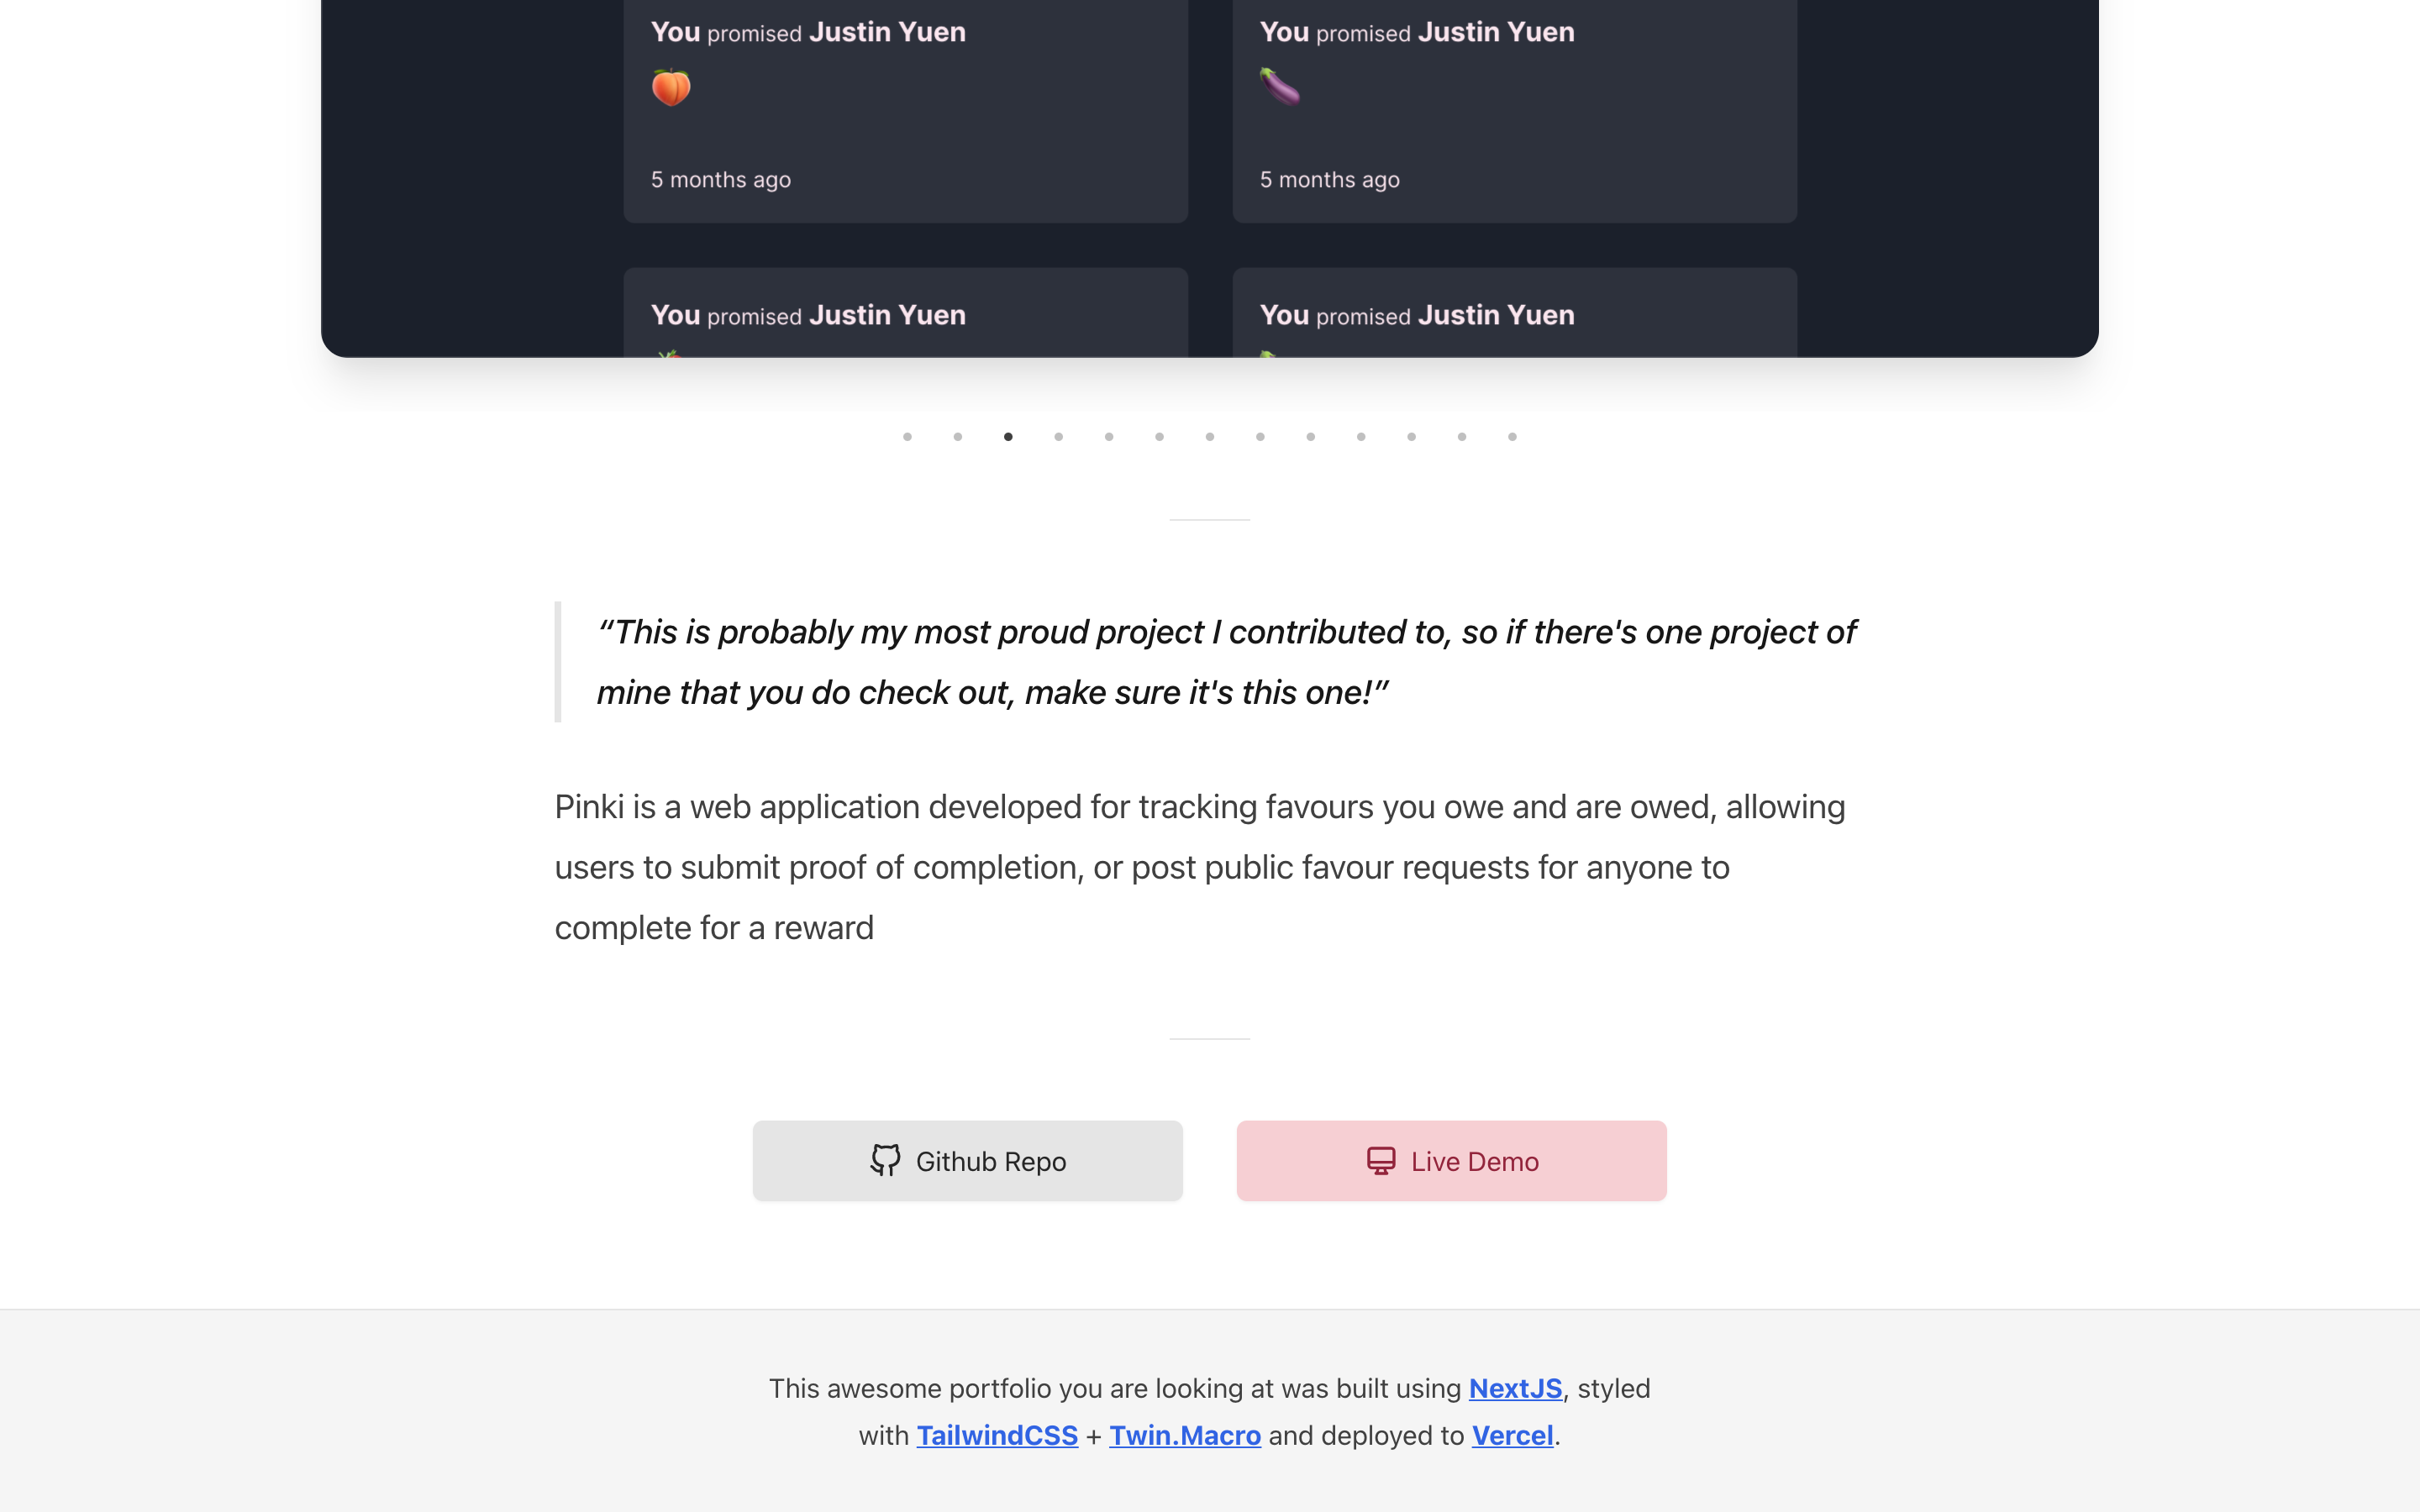 You promised Justin Yuen
5 months ago
You promised Justin Yuen
5 months ago
You promised Justin Yuen
You promised Justin Yuen
“This is probably my most proud project I contributed to, so if there's one project of
mine that you do check out, make sure it's this one!”
Pinki is a web application developed for tracking favours you owe and are owed, allowing
users to submit proof of completion, or post public favour requests for anyone to
complete for a reward
Github Repo
Live Demo
This awesome portfolio you are looking at was built using NextJS, styled
with TailwindCSS + Twin.Macro and deployed to Vercel.